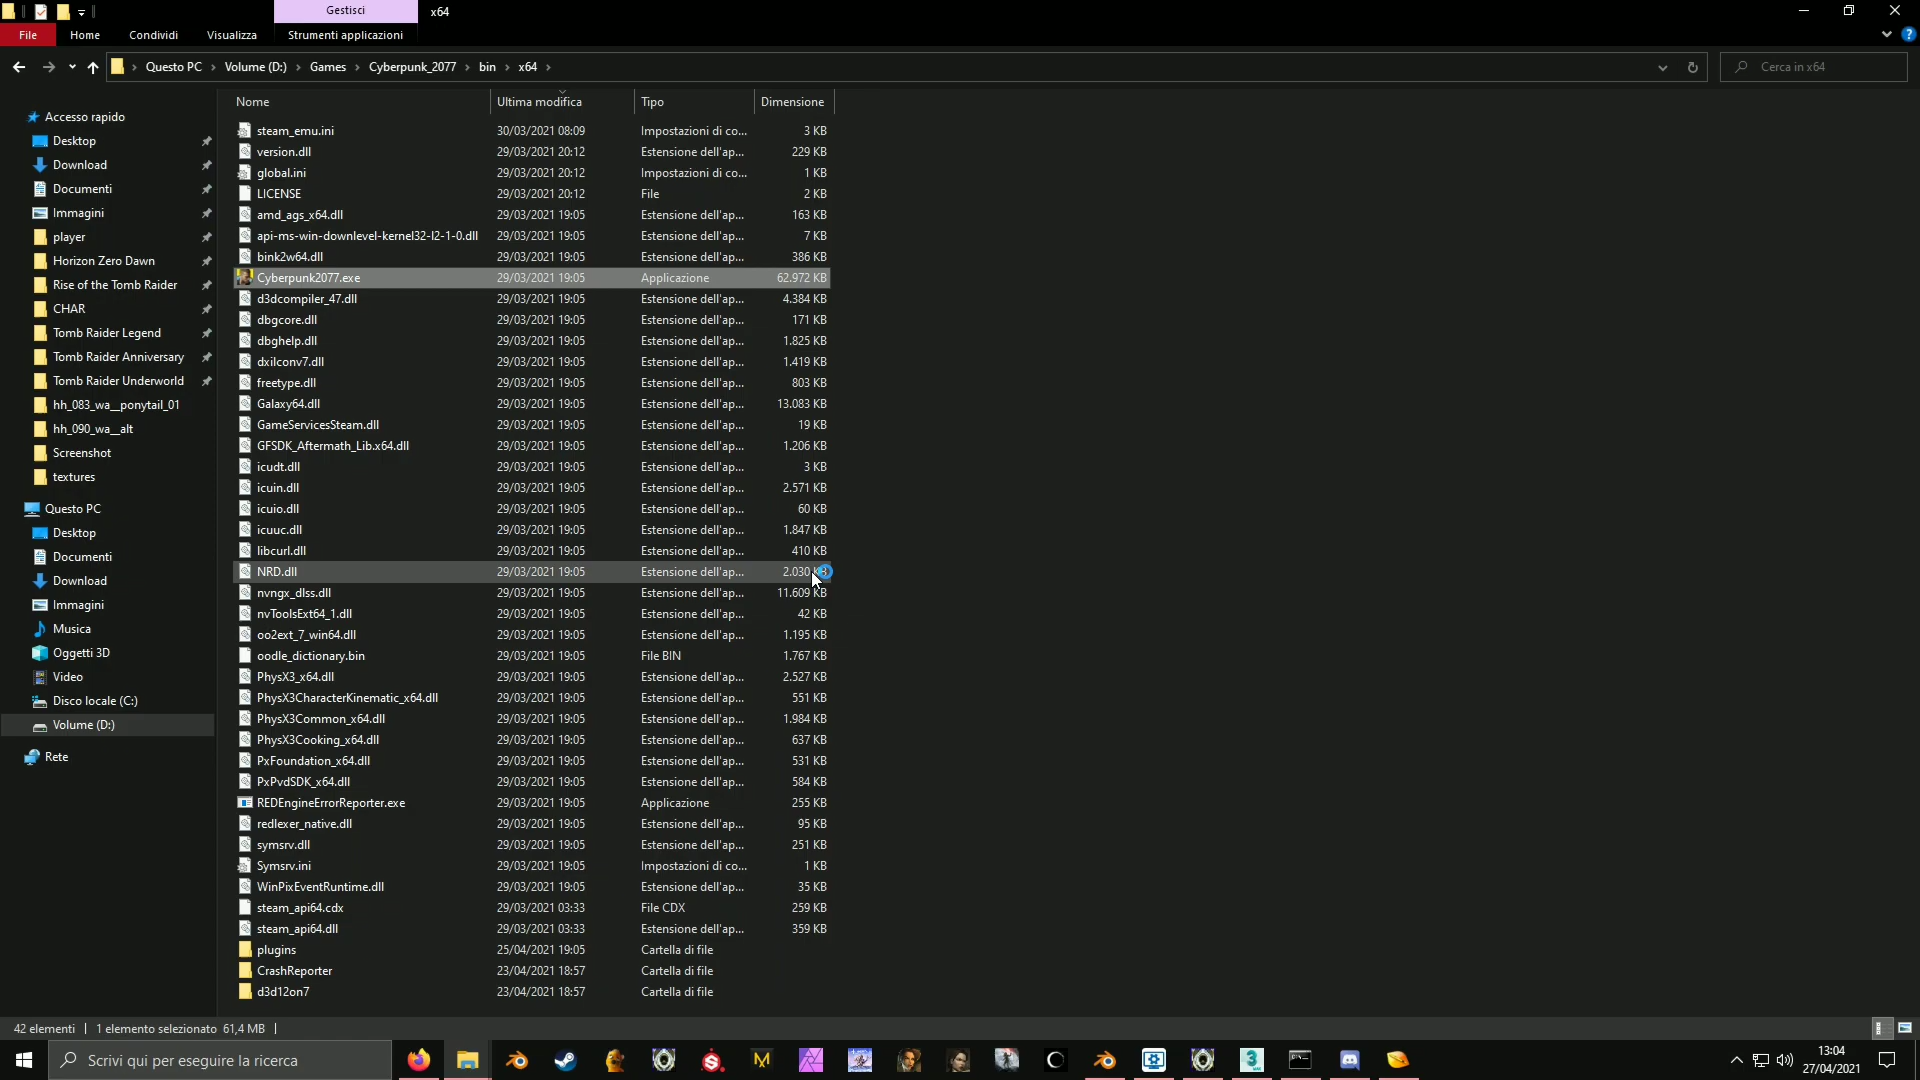 Gestisci
x64
File
Home
Condividi
Visualizza
Strumenti applicazioni
Questo PC
Volume (D:)
Games
Cyberpunk_2077
bin
x64
Cerca in x64
Nome
Ultima modifica
Tipo
Dimensione
Accesso rapido
Desktop
Download
Documenti
Immagini
player
Horizon Zero Dawn
Rise of the Tomb Raider
CHAR
Tomb Raider Legend
Tomb Raider Anniversary
Tomb Raider Underworld
hh_083_wa__ponytail_01
hh_090_wa__alt
Screenshot
textures
Questo PC
Desktop
Documenti
Download
Immagini
Musica
Oggetti 3D
Video
Disco locale (C:)
Volume (D:)
Rete
steam_emu.ini 30/03/2021 08:09 Impostazioni di co... 3 KB
version.dll 29/03/2021 20:12 Estensione dell'ap... 229 KB
global.ini 29/03/2021 20:12 Impostazioni di co... 1 KB
LICENSE 29/03/2021 20:12 File 2 KB
amd_ags_x64.dll 29/03/2021 19:05 Estensione dell'ap... 163 KB
api-ms-win-downlevel-kernel32-l2-1-0.dll 29/03/2021 19:05 Estensione dell'ap... 7 KB
bink2w64.dll 29/03/2021 19:05 Estensione dell'ap... 386 KB
Cyberpunk2077.exe 29/03/2021 19:05 Applicazione 62.972 KB
d3dcompiler_47.dll 29/03/2021 19:05 Estensione dell'ap... 4.384 KB
dbgcore.dll 29/03/2021 19:05 Estensione dell'ap... 171 KB
dbghelp.dll 29/03/2021 19:05 Estensione dell'ap... 1.825 KB
dxilconv7.dll 29/03/2021 19:05 Estensione dell'ap... 1.419 KB
freetype.dll 29/03/2021 19:05 Estensione dell'ap... 803 KB
Galaxy64.dll 29/03/2021 19:05 Estensione dell'ap... 13.083 KB
GameServicesSteam.dll 29/03/2021 19:05 Estensione dell'ap... 19 KB
GFSDK_Aftermath_Lib.x64.dll 29/03/2021 19:05 Estensione dell'ap... 1.206 KB
icudt.dll 29/03/2021 19:05 Estensione dell'ap... 3 KB
icuin.dll 29/03/2021 19:05 Estensione dell'ap... 2.571 KB
icuio.dll 29/03/2021 19:05 Estensione dell'ap... 60 KB
icuuc.dll 29/03/2021 19:05 Estensione dell'ap... 1.847 KB
libcurl.dll 29/03/2021 19:05 Estensione dell'ap... 410 KB
NRD.dll 29/03/2021 19:05 Estensione dell'ap... 2.030
nvngx_dlss.dll 29/03/2021 19:05 Estensione dell'ap... 11.609 KB
nvToolsExt64_1.dll 29/03/2021 19:05 Estensione dell'ap... 42 KB
oo2ext_7_win64.dll 29/03/2021 19:05 Estensione dell'ap... 1.195 KB
oodle_dictionary.bin 29/03/2021 19:05 File BIN 1.767 KB
PhysX3_x64.dll 29/03/2021 19:05 Estensione dell'ap... 2.527 KB
PhysX3CharacterKinematic_x64.dll 29/03/2021 19:05 Estensione dell'ap... 551 KB
PhysX3Common_x64.dll 29/03/2021 19:05 Estensione dell'ap... 1.984 KB
PhysX3Cooking_x64.dll 29/03/2021 19:05 Estensione dell'ap... 637 KB
PxFoundation_x64.dll 29/03/2021 19:05 Estensione dell'ap... 531 KB
PxPvdSDK_x64.dll 29/03/2021 19:05 Estensione dell'ap... 584 KB
REDEngineErrorReporter.exe 29/03/2021 19:05 Applicazione 255 KB
redlexer_native.dll 29/03/2021 19:05 Estensione dell'ap... 95 KB
symsrv.dll 29/03/2021 19:05 Estensione dell'ap... 251 KB
Symsrv.ini 29/03/2021 19:05 Impostazioni di co... 1 KB
WinPixEventRuntime.dll 29/03/2021 19:05 Estensione dell'ap... 35 KB
steam_api64.cdx 29/03/2021 03:33 File CDX 259 KB
steam_api64.dll 29/03/2021 03:33 Estensione dell'ap... 359 KB
plugins 25/04/2021 19:05 Cartella di file
CrashReporter 23/04/2021 18:57 Cartella di file
d3d12on7 23/04/2021 18:57 Cartella di file
42 elementi
1 elemento selezionato 61,4 MB
Scrivi qui per eseguire la ricerca
13:04
27/04/2021